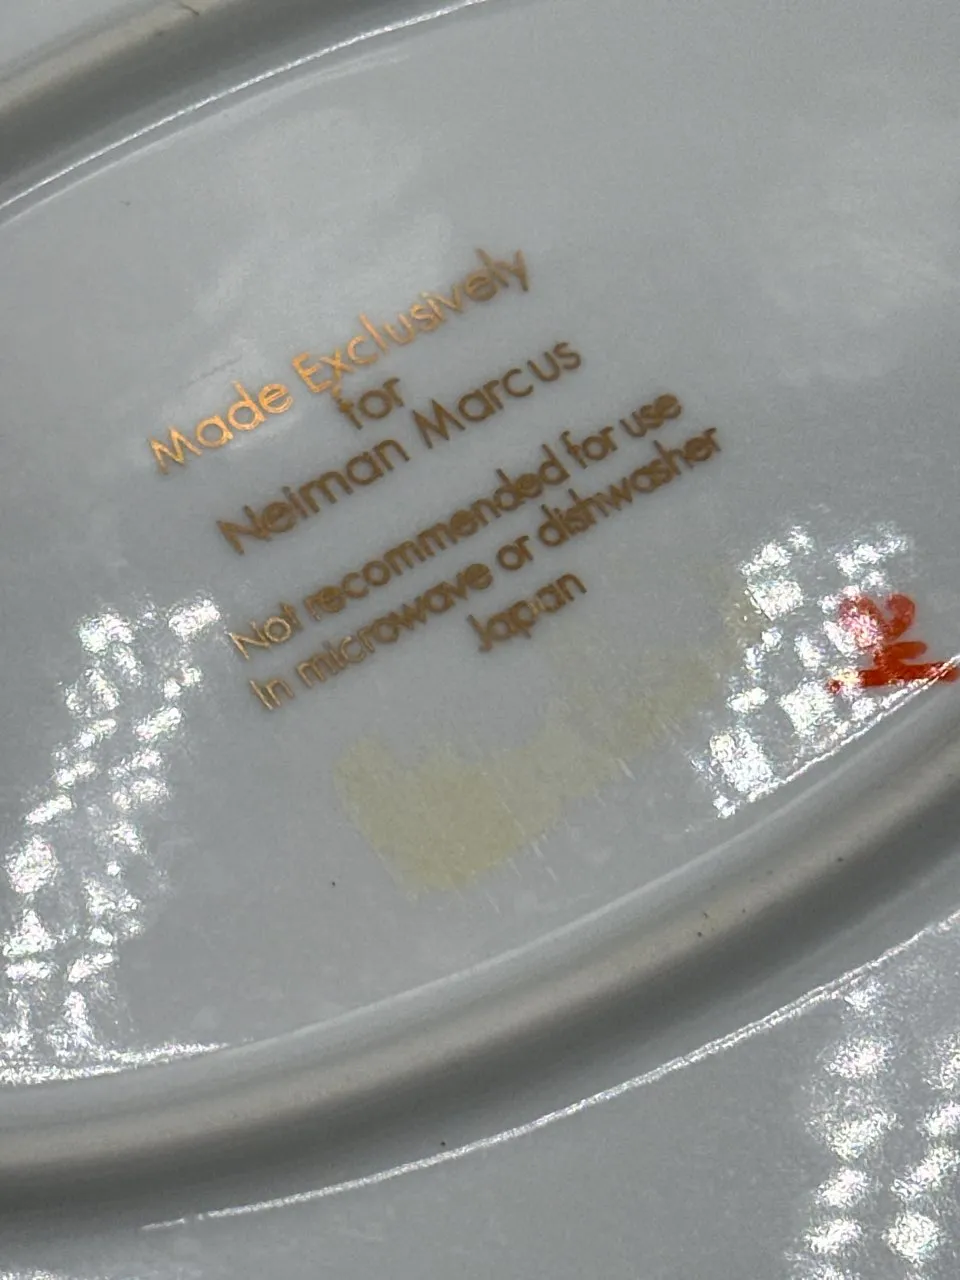 Made Exclusively
for
Neiman Marcus
Not recommended for use
in microwave or dishwasher
Japan